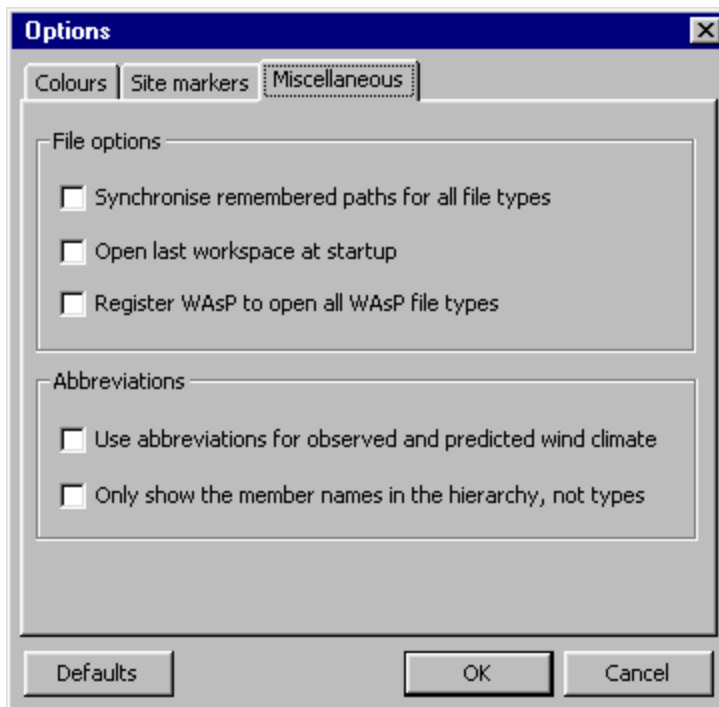 Options
Colours
Site markers
Miscellaneous
File options
Synchronise remembered paths for all file types
Open last workspace at startup
Register WAsP to open all WAsP file types
Abbreviations
Use abbreviations for observed and predicted wind climate
Only show the member names in the hierarchy, not types
Defaults
OK
Cancel